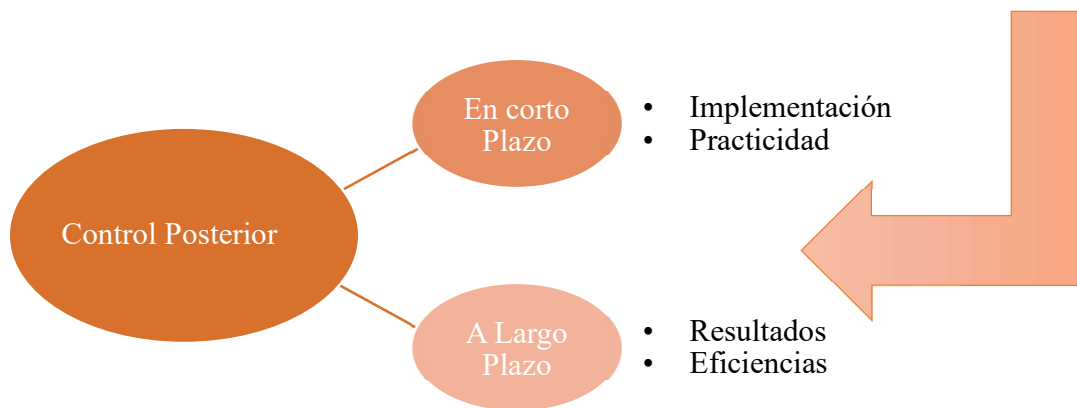 Control Posterior
En corto
Plazo
• Implementación
• Practicidad
A Largo
Plazo
• Resultados
• Eficiencias